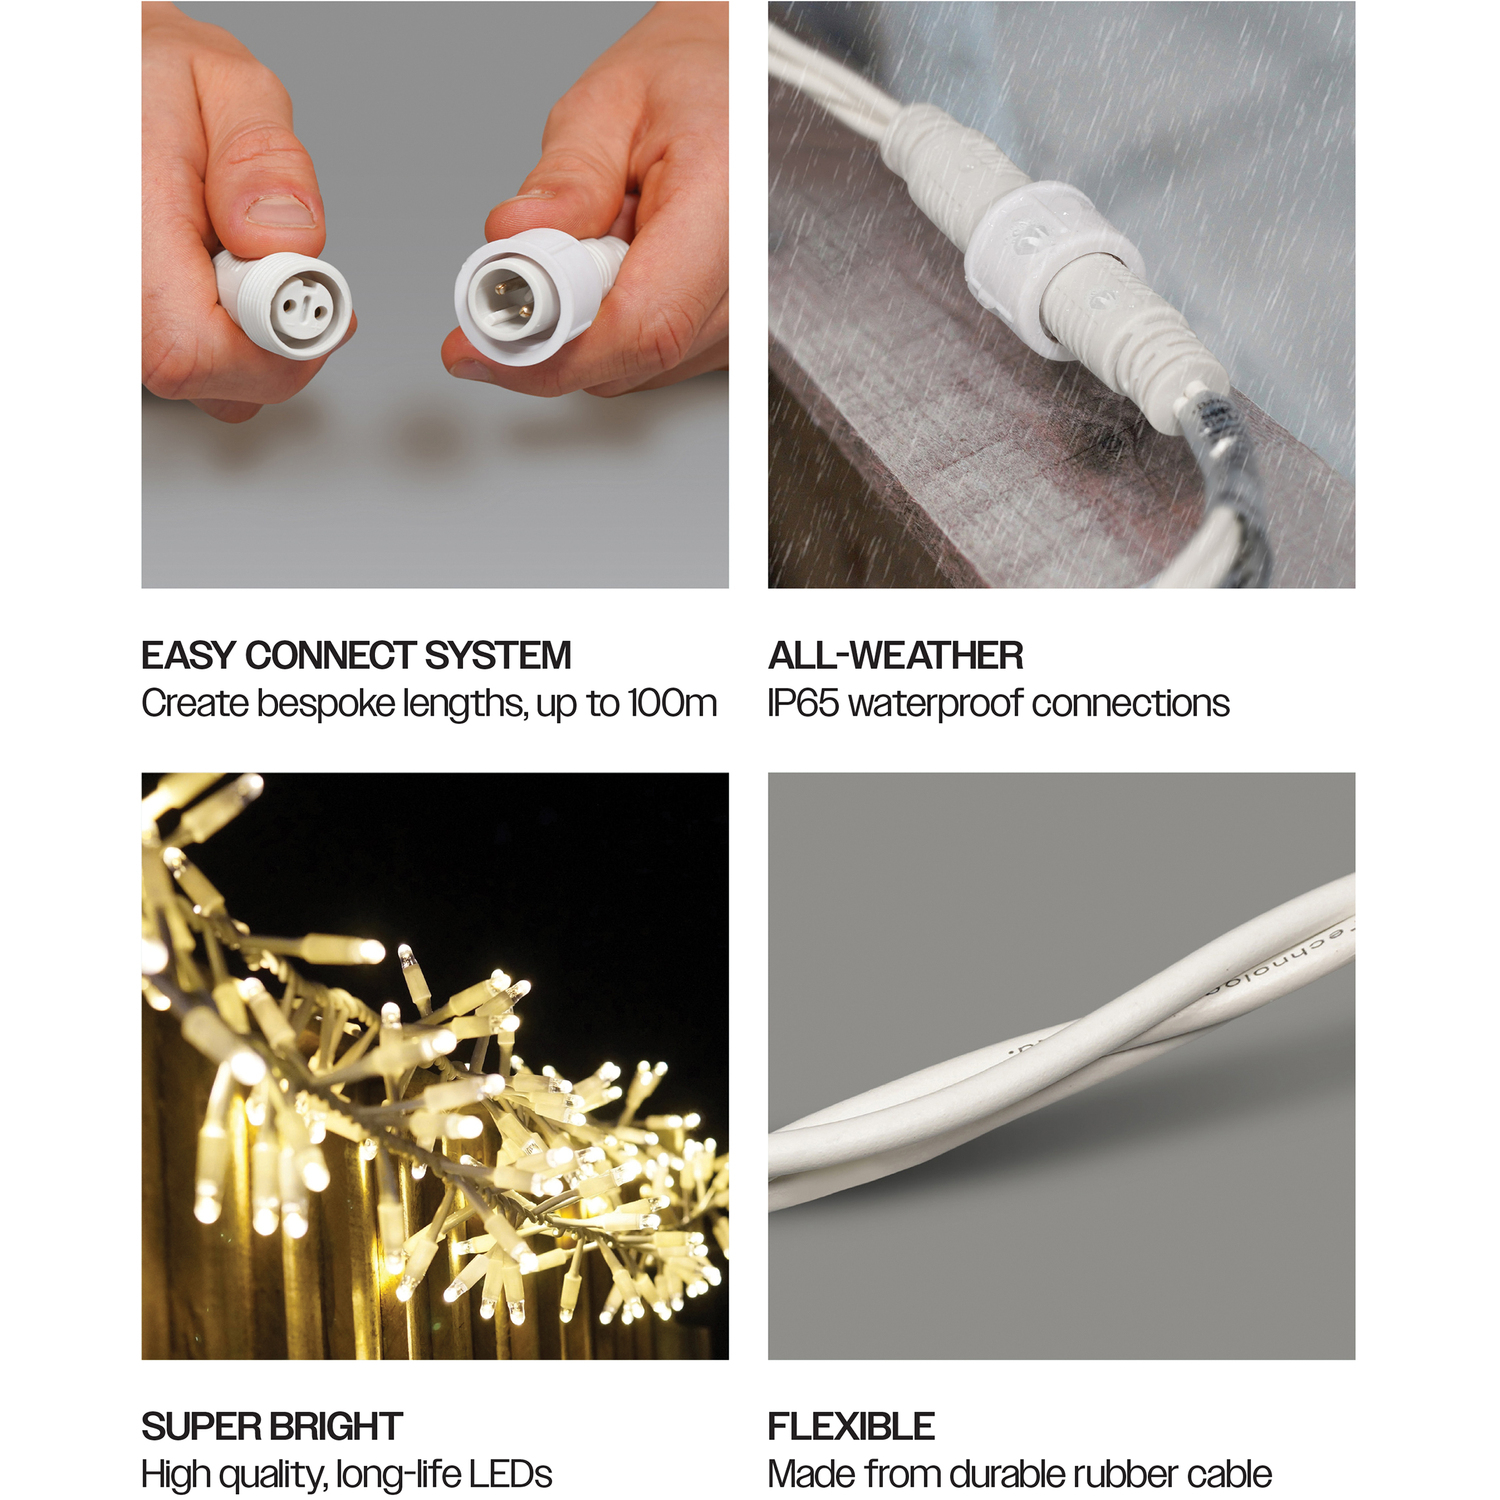 EASY CONNECT SYSTEM
Create bespoke lengths, up to 100m
ALL-WEATHER
IP65 waterproof connections
SUPER BRIGHT
High quality, long-life LEDs
FLEXIBLE
Made from durable rubber cable